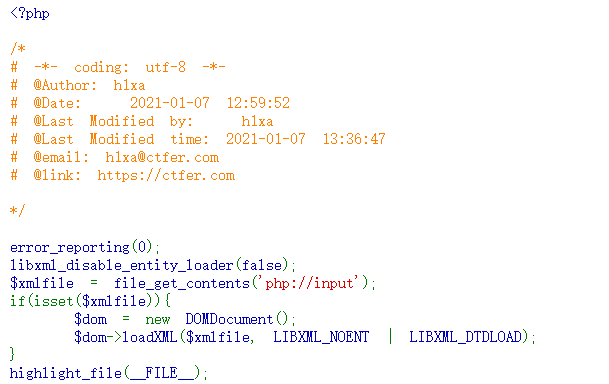 <?php
/*
# -*- coding: utf-8 -*-
# @Author: h1xa
# @Date: 2021-01-07 12:59:52
# @Last Modified by: h1xa
# @Last Modified time: 2021-01-07 13:36:47
# @email: h1xa@ctfer.com
# @link: https://ctfer.com
*/
error_reporting(0);
libxml_disable_entity_loader(false);
$xmlfile = file_get_contents('php://input');
if(isset($xmlfile)){
$dom = new DOMDocument();
$dom->loadXML($xmlfile, LIBXML_NOENT | LIBXML_DTDLOAD);
}
highlight_file(__FILE__);